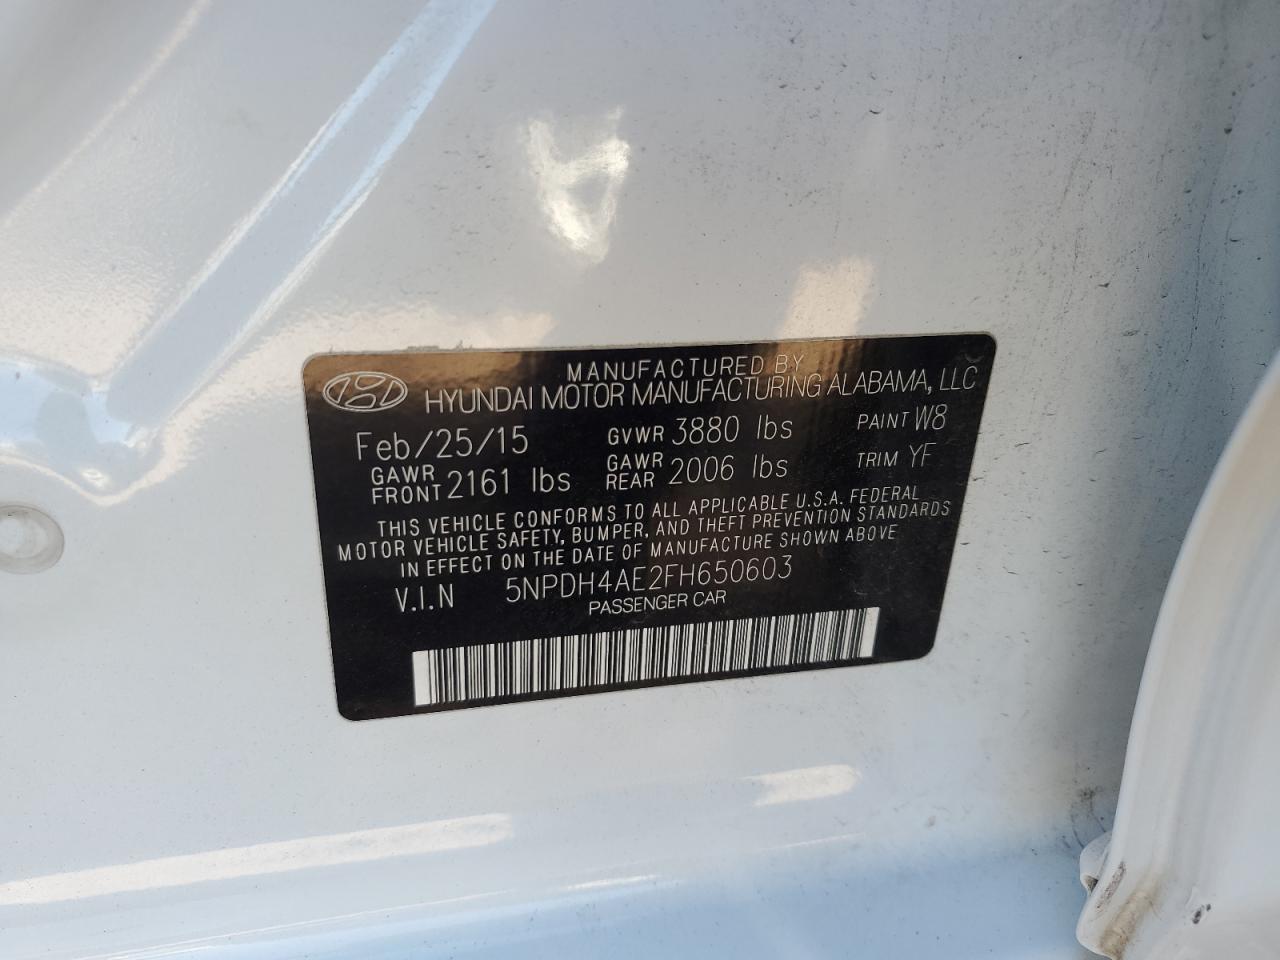 MANUFACTURED BY
HYUNDAI MOTOR MANUFACTURING ALABAMA, LLC
Feb/25/15 GVWR 3880 lbs PAINT W8
GAWR FRONT 2161 lbs GAWR REAR 2006 lbs TRIM YF
THIS VEHICLE CONFORMS TO ALL APPLICABLE U.S.A. FEDERAL
MOTOR VEHICLE SAFETY, BUMPER, AND THEFT PREVENTION STANDARDS
IN EFFECT ON THE DATE OF MANUFACTURE SHOWN ABOVE
V.I.N 5NPDH4AE2FH650603
PASSENGER CAR